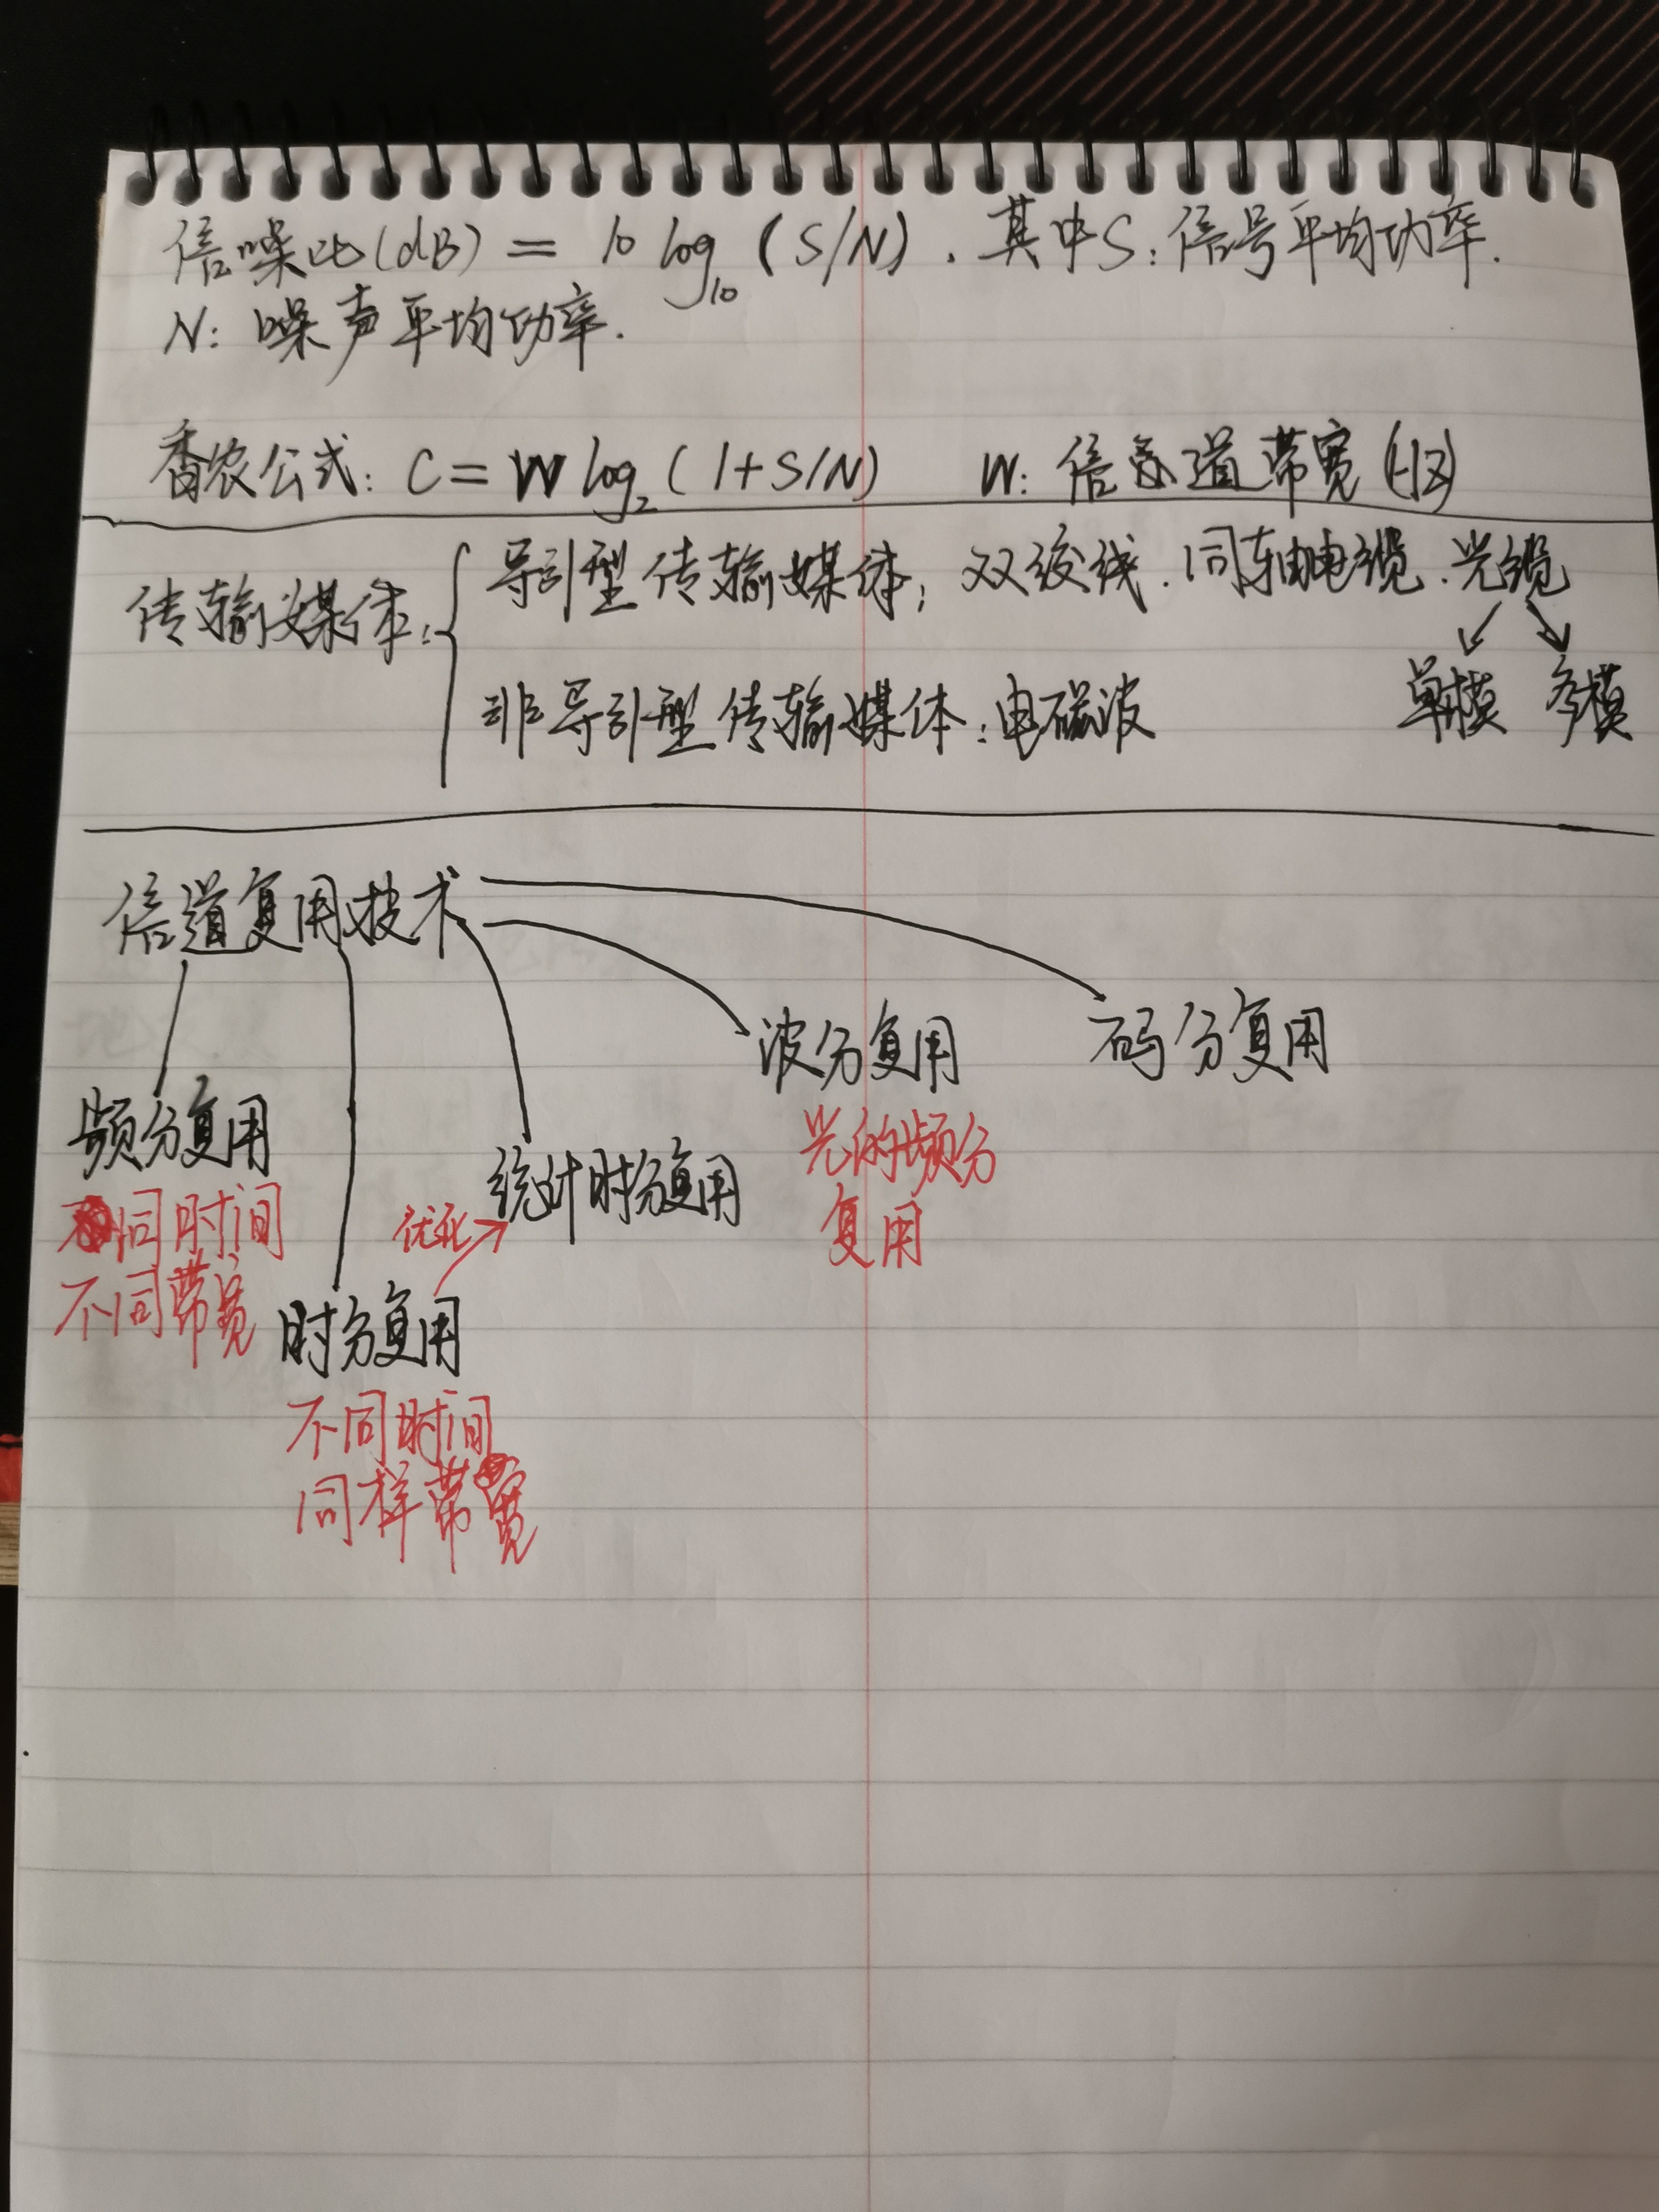 信噪比(dB) = 10 log₁₀ (S/N). 其中S:信号平均功率.
N: 噪声平均功率.
香农公式: C = W log₂ (1+S/N) W: 信道带宽 (HZ)
传输媒体:
导引型传输媒体: 双绞线. 同轴电缆. 光缆
单模 多模
非导引型传输媒体:电磁波
信道复用技术
频分复用
同时间
不同带宽
时分复用
不同时间
同样带宽
优化
统计时分复用
波分复用
光的频分
复用
码分复用